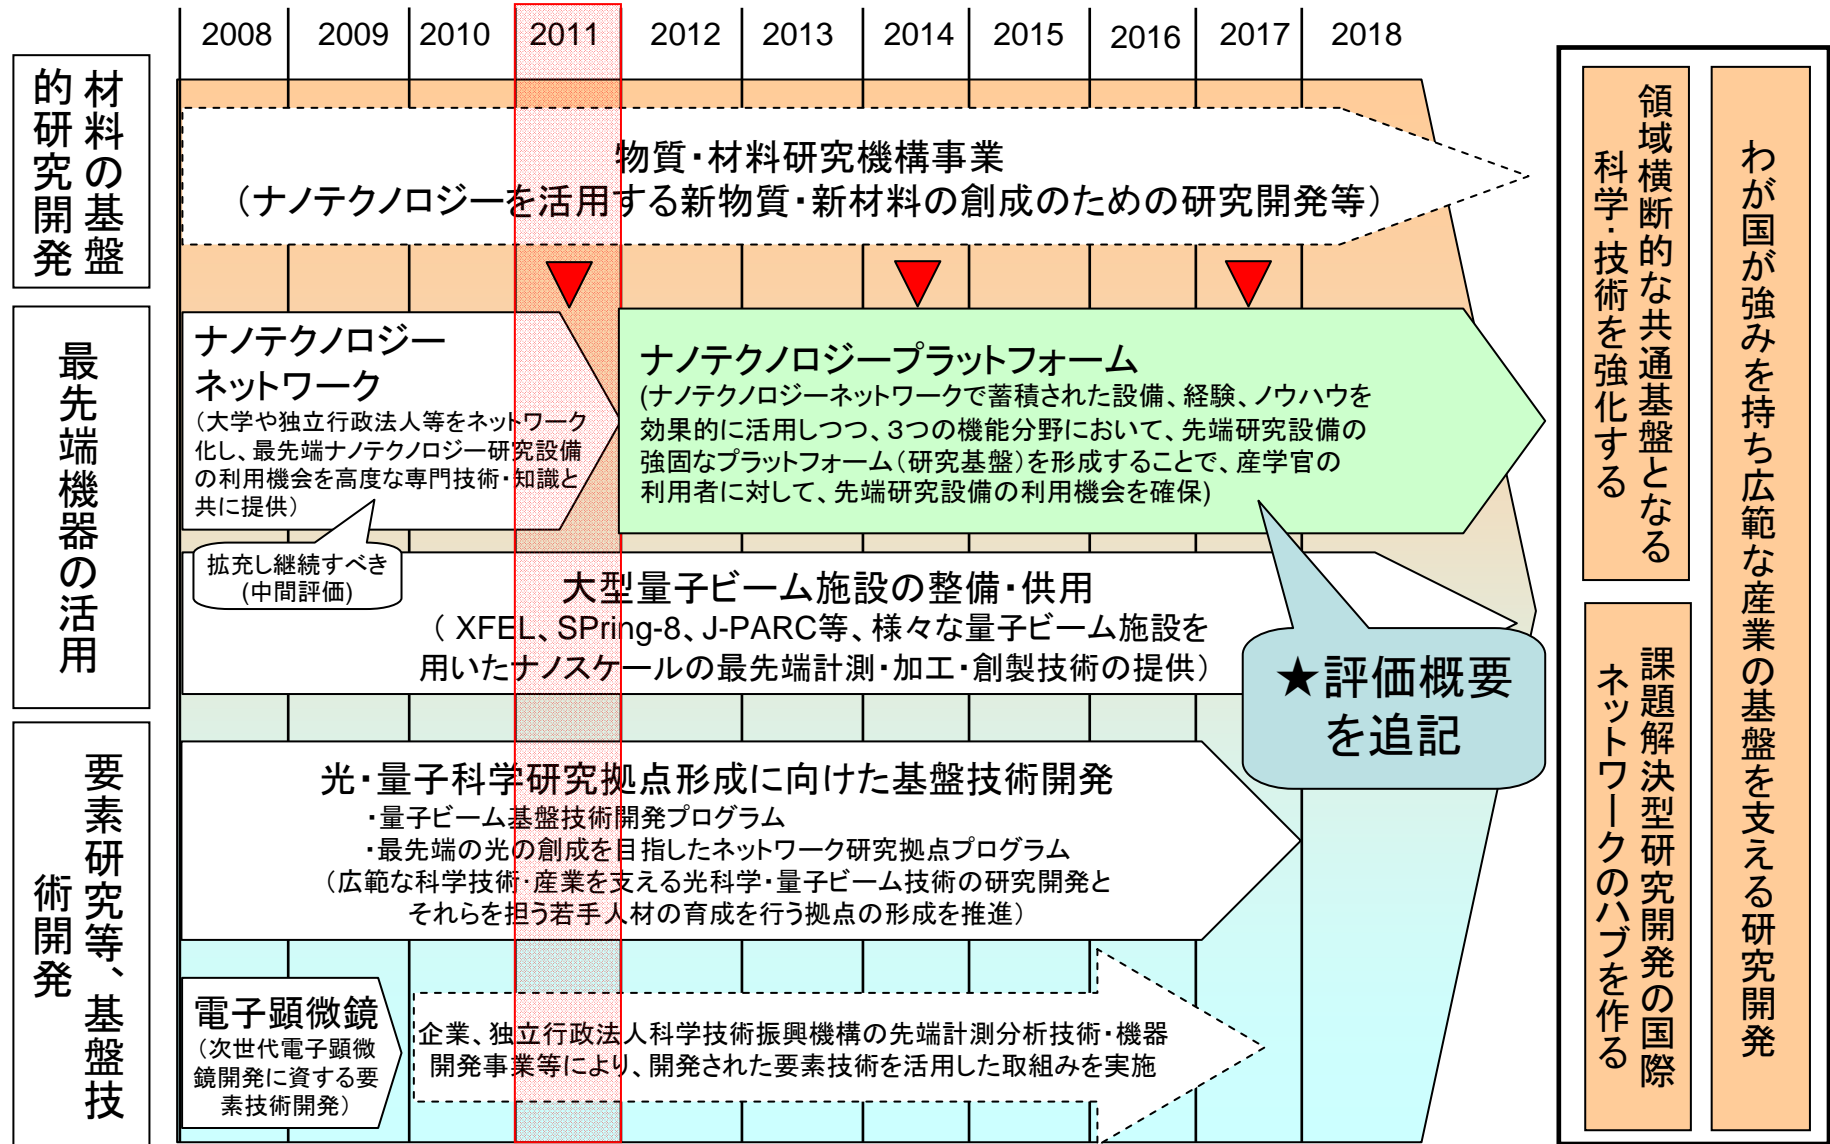 2008 2009 2010 2011 2012 2013 2014 2015 2016 2017 2018
材料の基盤
的研究開発
物質・材料研究機構事業
（ナノテクノロジーを活用する新物質・新材料の創成のための研究開発等）
最先端機器の活用
ナノテクノロジー
ネットワーク
（大学や独立行政法人等をネットワーク
化し、最先端ナノテクノロジー研究設備
の利用機会を高度な専門技術・知識と
共に提供）
拡充し継続すべき
(中間評価)
ナノテクノロジープラットフォーム
(ナノテクノロジーネットワークで蓄積された設備、経験、ノウハウを
効果的に活用しつつ、３つの機能分野において、先端研究設備の
強固なプラットフォーム（研究基盤）を形成することで、産学官の
利用者に対して、先端研究設備の利用機会を確保)
大型量子ビーム施設の整備・供用
（ XFEL、SPring-8、J-PARC等、様々な量子ビーム施設を
用いたナノスケールの最先端計測・加工・創製技術の提供）
★評価概要
を追記
要素研究等、基盤技
術開発
光・量子科学研究拠点形成に向けた基盤技術開発
・量子ビーム基盤技術開発プログラム
・最先端の光の創成を目指したネットワーク研究拠点プログラム
（広範な科学技術・産業を支える光科学・量子ビーム技術の研究開発と
それらを担う若手人材の育成を行う拠点の形成を推進）
電子顕微鏡
（次世代電子顕微
鏡開発に資する要
素技術開発）
企業、独立行政法人科学技術振興機構の先端計測分析技術・機器
開発事業等により、開発された要素技術を活用した取組みを実施
わが国が強みを持ち広範な産業の基盤を支える研究開発
領域横断的な共通基盤となる
科学・技術を強化する
課題解決型研究開発の国際
ネットワークのハブを作る